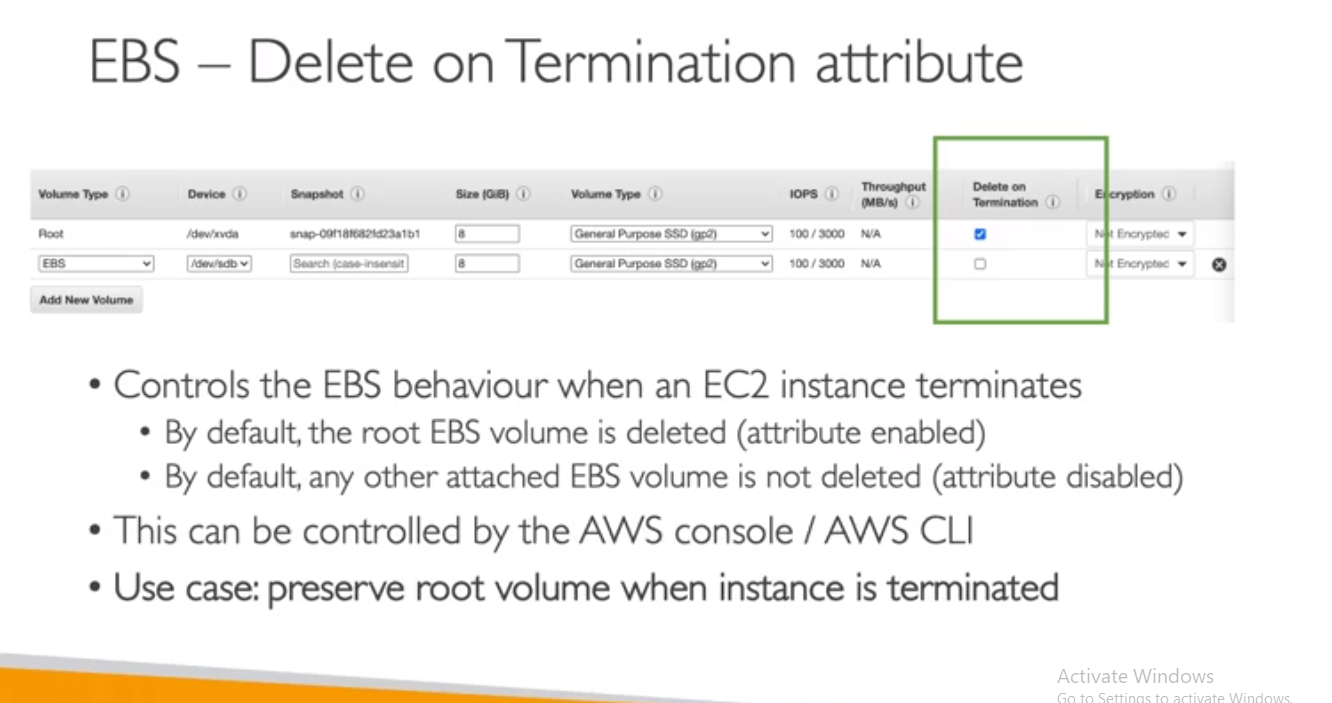 EBS – Delete on Termination attribute
Volume Type Device Snapshot Size (GiB) Volume Type IOPS Throughput (MB/s) Delete on Termination Encryption
Root /dev/xvda snap-09f18f682fd23a1b1 8 General Purpose SSD (gp2) 100 / 3000 N/A Not Encrypted
EBS /dev/sdb Search (case-insensit 8 General Purpose SSD (gp2) 100 / 3000 N/A Not Encrypted
Add New Volume
• Controls the EBS behaviour when an EC2 instance terminates
• By default, the root EBS volume is deleted (attribute enabled)
• By default, any other attached EBS volume is not deleted (attribute disabled)
• This can be controlled by the AWS console / AWS CLI
• Use case: preserve root volume when instance is terminated
Activate Windows
Go to Settings to activate Windows.